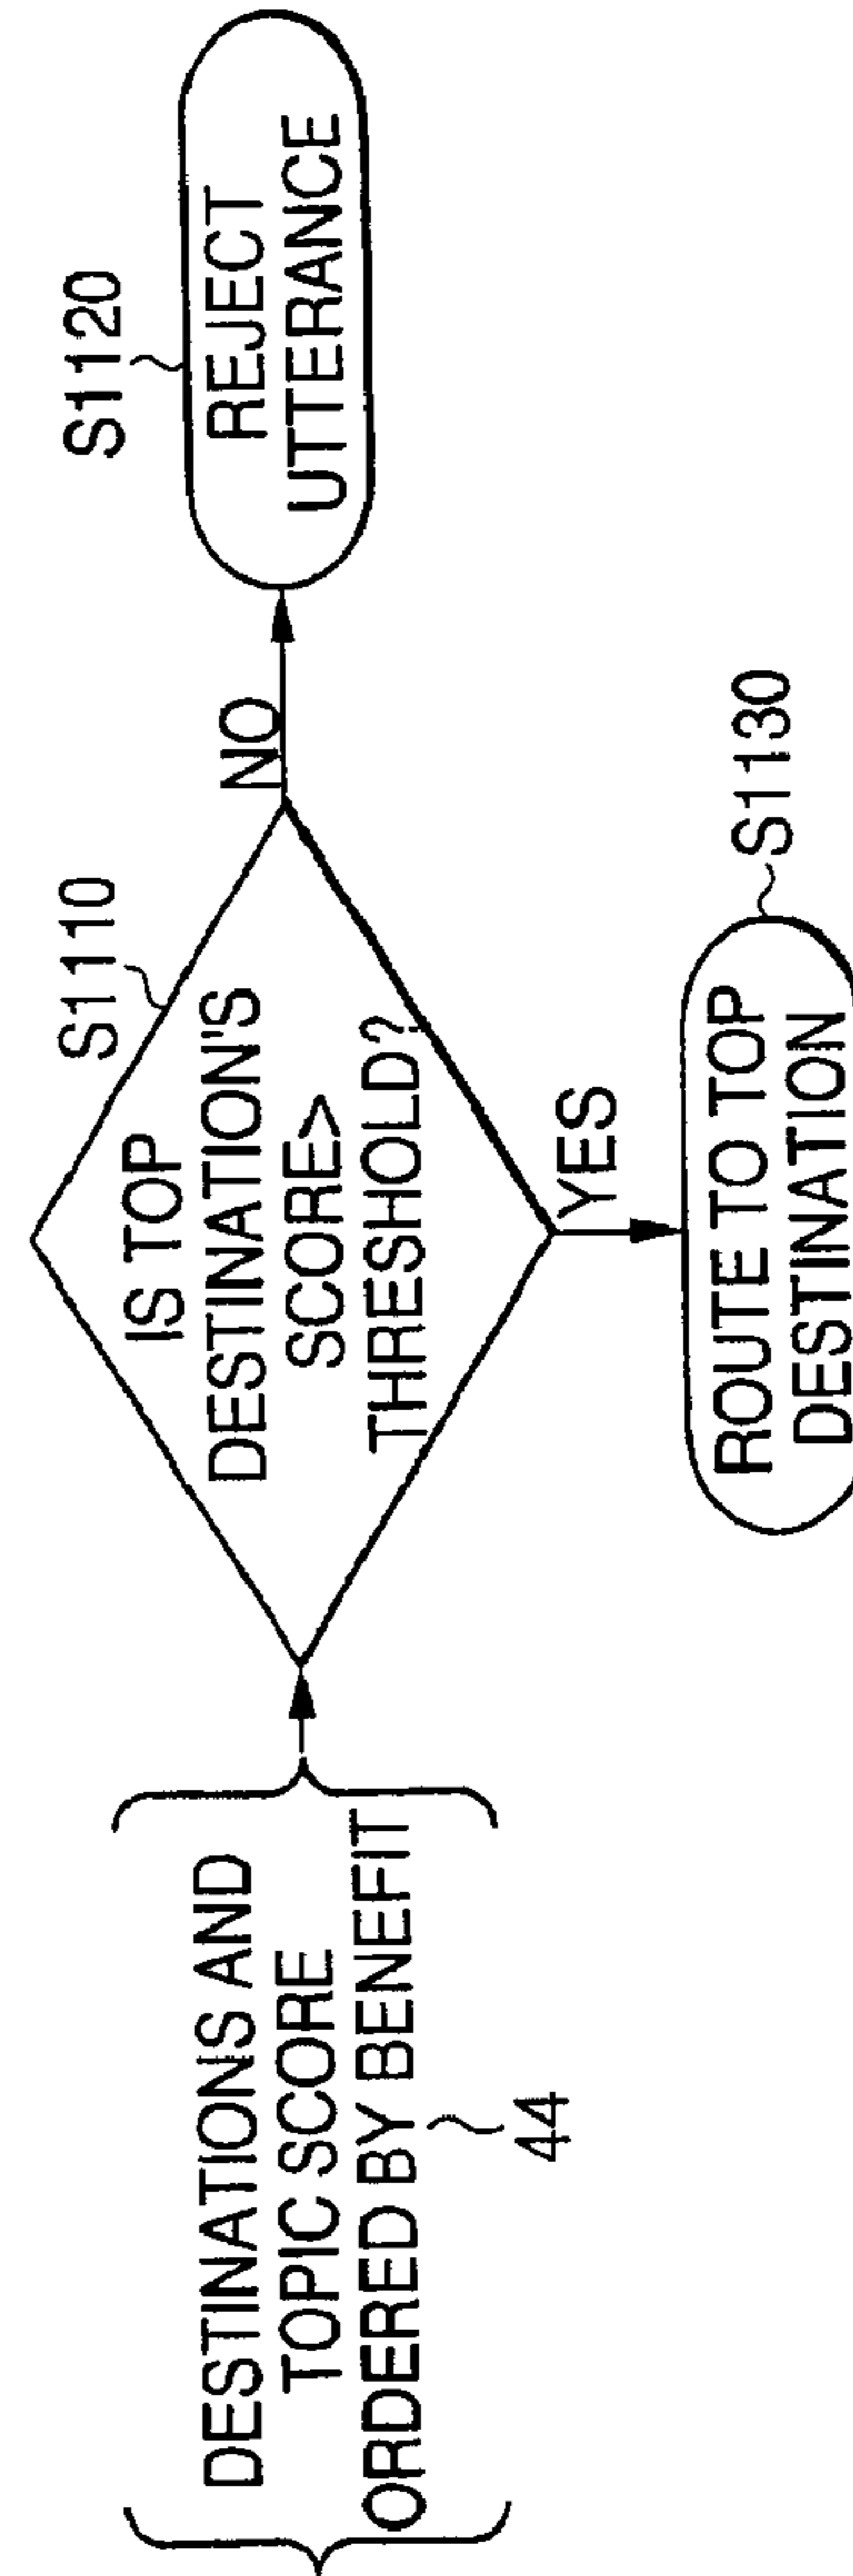 DESTINATIONS AND
TOPIC SCORE
ORDERED BY BENEFIT
44
S1110
IS TOP
DESTINATION'S
SCORE>
THRESHOLD?
NO
S1120
REJECT
UTTERANCE
YES
S1130
ROUTE TO TOP
DESTINATION